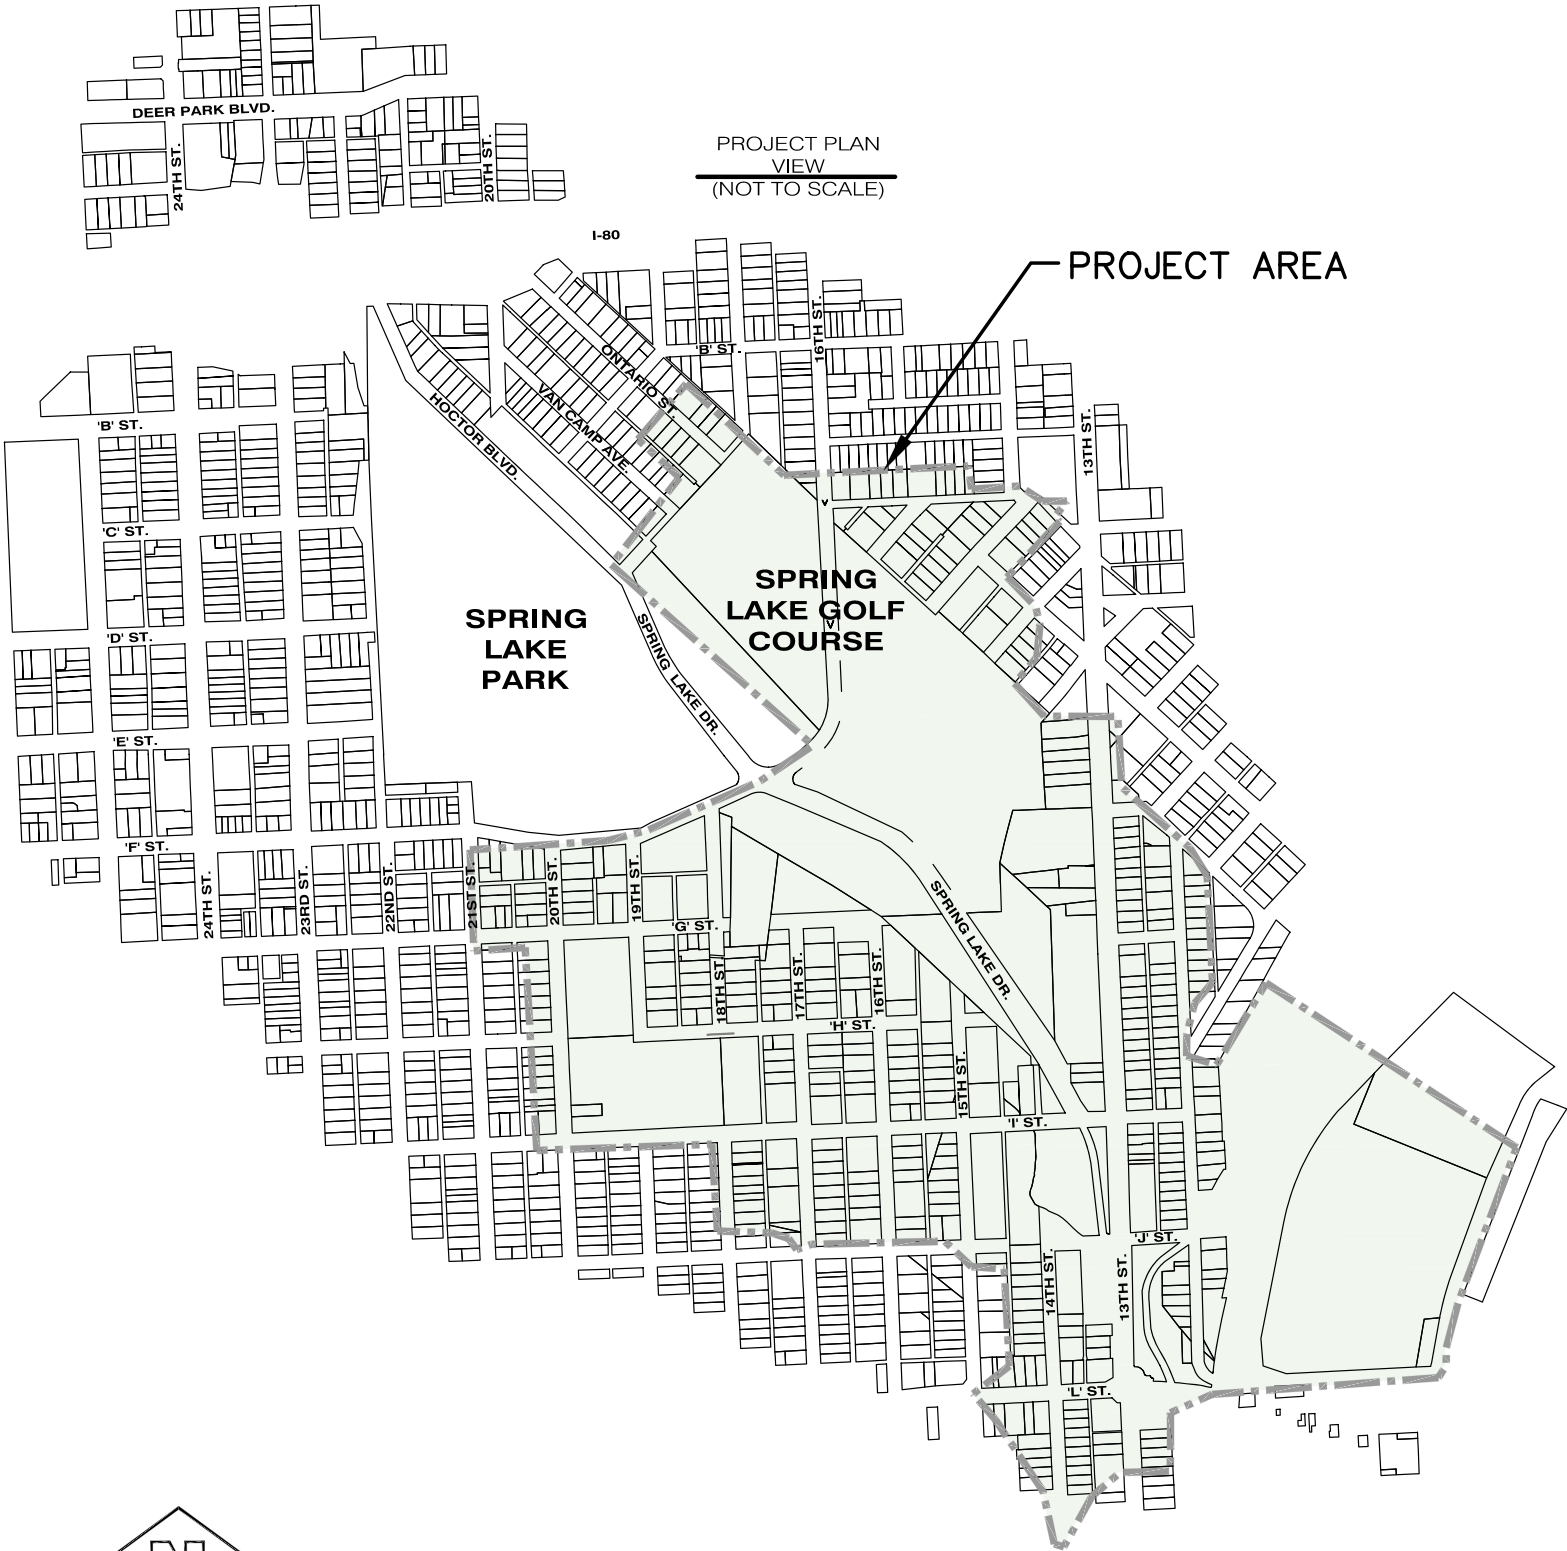 DEER PARK BLVD.
24TH ST.
20TH ST.
PROJECT PLAN
VIEW
(NOT TO SCALE)
I-80
PROJECT AREA
16TH ST.
'B' ST.
ONTARIO ST.
VAN CAMP AVE.
HOCTOR BLVD.
13TH ST.
'B' ST.
'C' ST.
SPRING
LAKE GOLF
COURSE
SPRING
LAKE
PARK
SPRING LAKE DR.
'D' ST.
'E' ST.
'F' ST.
24TH ST.
23RD ST.
22ND ST.
21ST ST.
20TH ST.
19TH ST.
SPRING LAKE DR.
'G' ST.
18TH ST.
17TH ST.
16TH ST.
'H' ST.
15TH ST.
'I' ST.
'J' ST.
14TH ST.
13TH ST.
'L' ST.
N